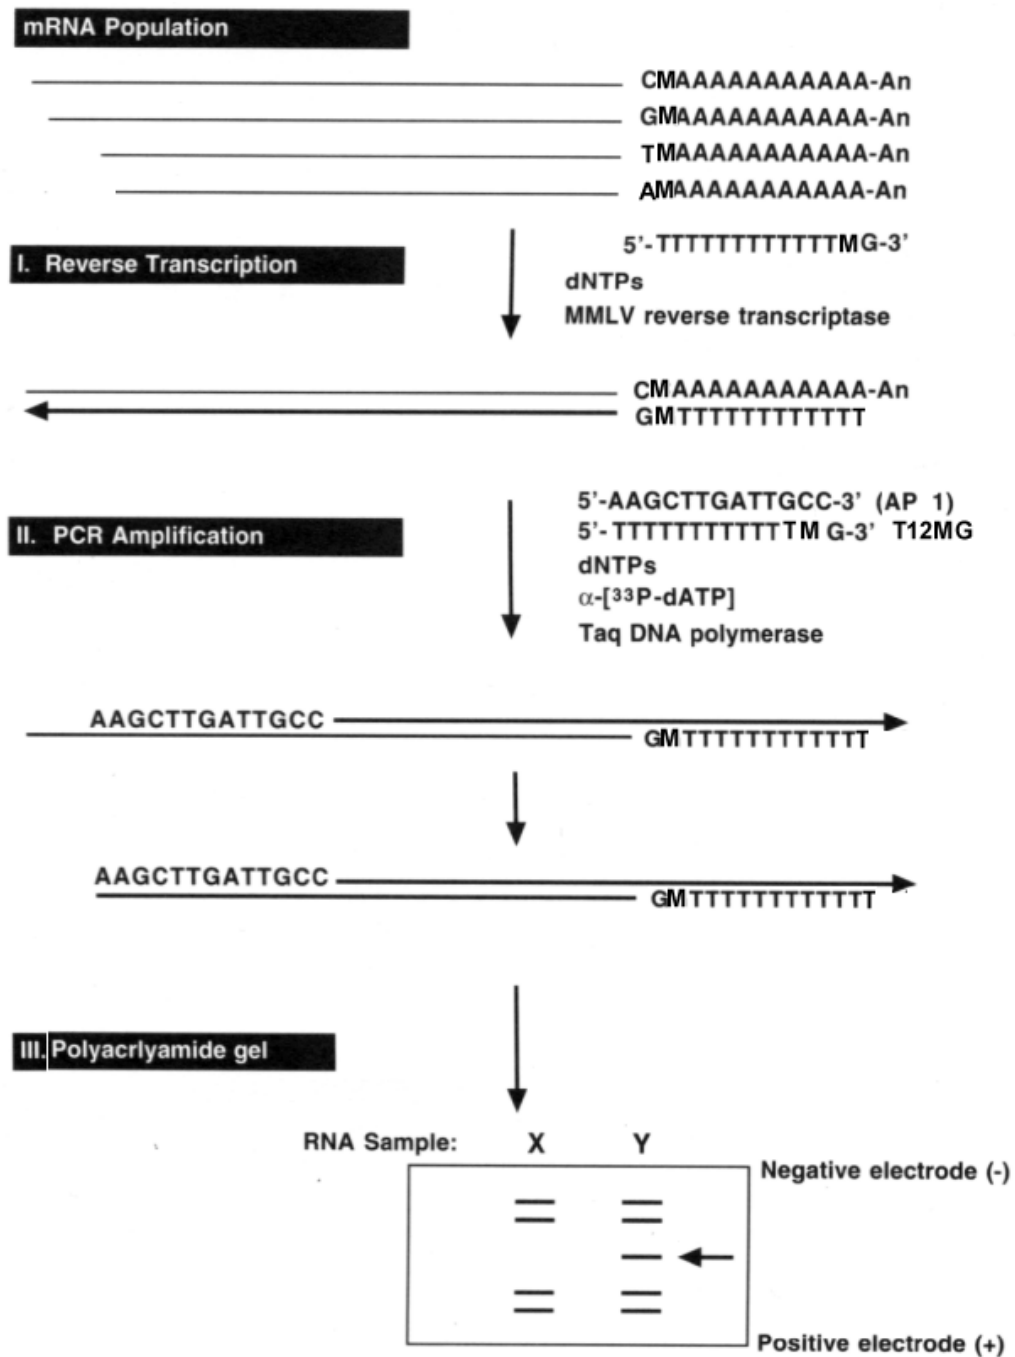 mRNA Population
CMAAAAAAAAAAA-An
GMAAAAAAAAAAA-An
TMAAAAAAAAAAA-An
AMAAAAAAAAAAA-An
I. Reverse Transcription
5'-TTTTTTTTTTTTMG-3'
dNTPs
MMLV reverse transcriptase
CMAAAAAAAAAAA-An
GMTTTTTTTTTTTT
II. PCR Amplification
5'-AAGCTTGATTGCC-3' (AP 1)
5'-TTTTTTTTTTTTM G-3' T12MG
dNTPs
α-[³³P-dATP]
Taq DNA polymerase
AAGCTTGATTGCC
GMTTTTTTTTTTTT
AAGCTTGATTGCC
GMTTTTTTTTTTTT
III. Polyacrlyamide gel
RNA Sample: X Y
Negative electrode (-)
Positive electrode (+)